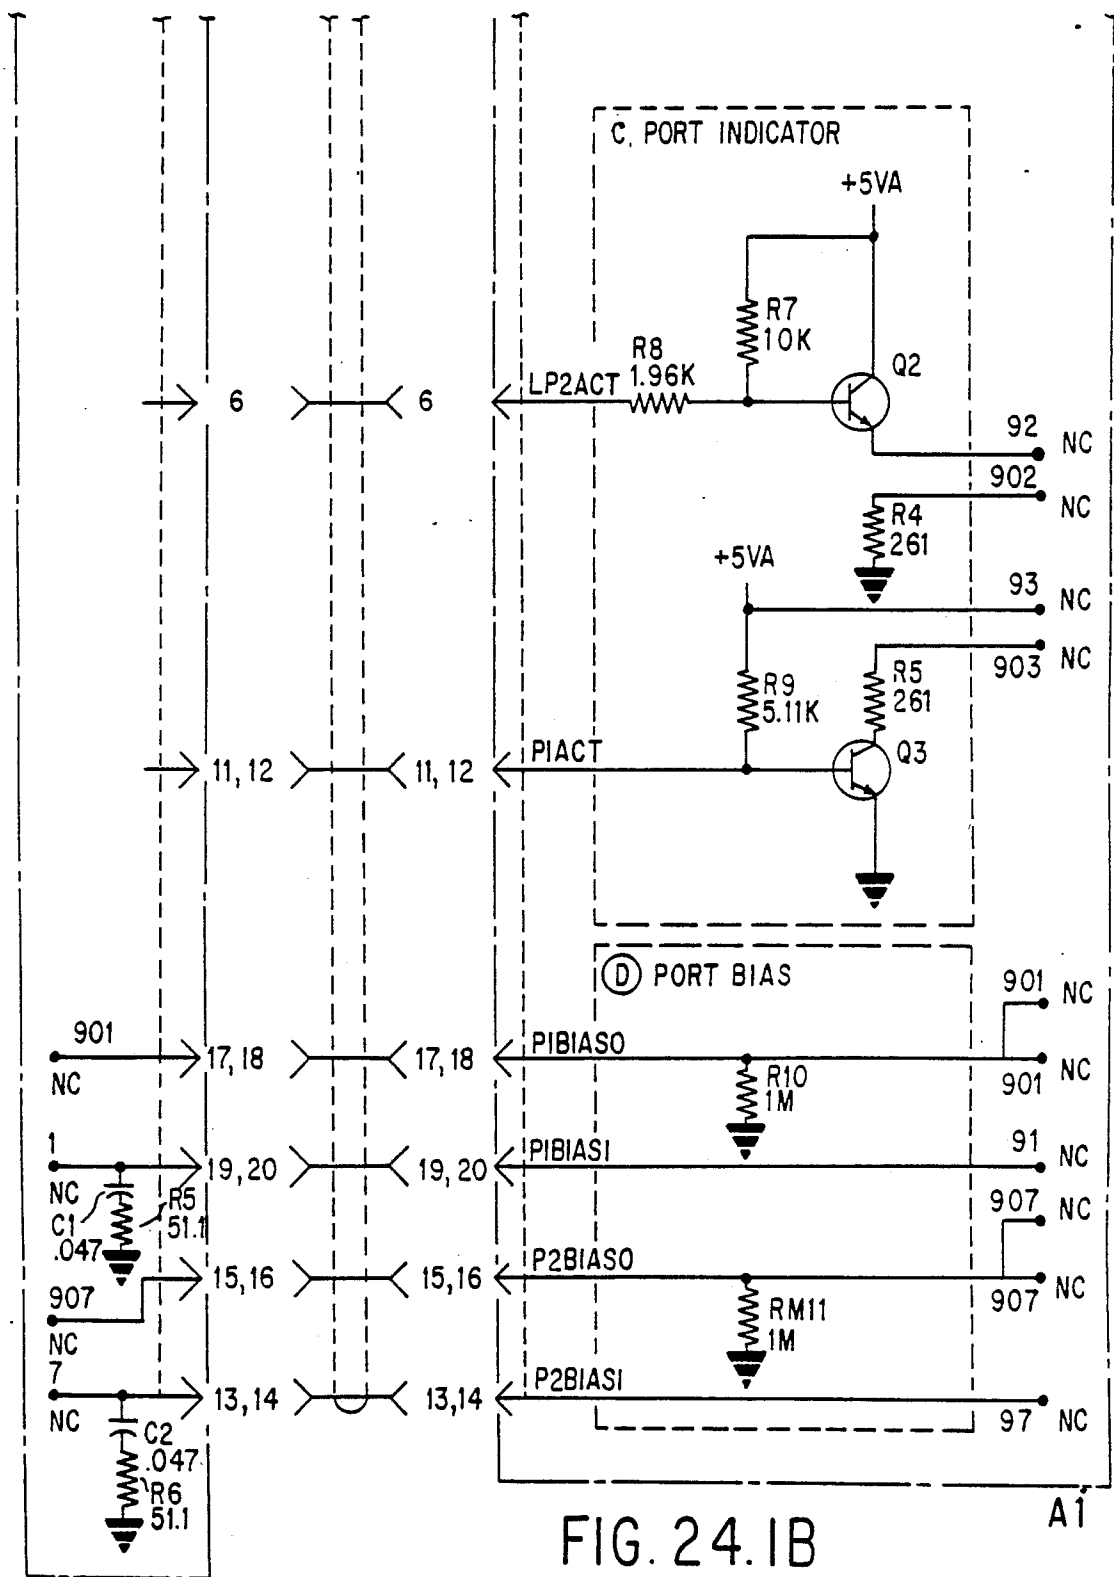 C, PORT INDICATOR
+5VA
R7
10K
R8
1.96K
Q2
6
6
LP2ACT
92
NC
902
NC
R4
261
+5VA
93
NC
903
NC
R9
5.11K
R5
261
Q3
11, 12
11, 12
P1ACT
D PORT BIAS
901
NC
901
NC
17, 18
17, 18
P1BIASO
R10
1M
901
NC
1
NC
C1
.047
R5
51.1
19, 20
19, 20
P1BIASI
91
NC
907
NC
907
NC
15, 16
15, 16
P2BIASO
RM11
1M
907
NC
7
NC
C2
.047
R6
51.1
13, 14
13, 14
P2BIASI
97
NC
A1
FIG. 24.1B